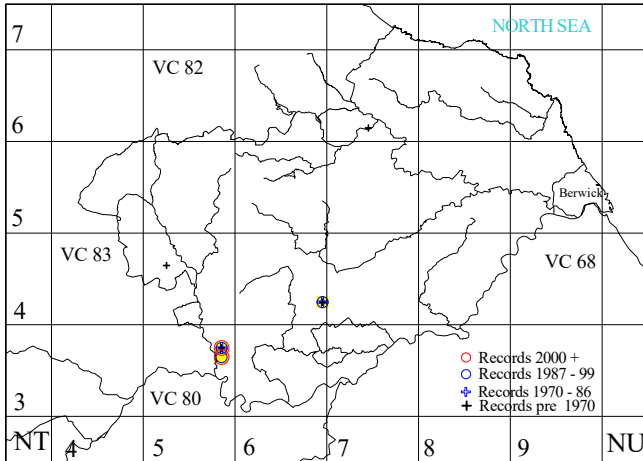 7
NORTH SEA
VC 82
6
Berwick
5
VC 83
VC 68
4
Records 2000 +
Records 1987 - 99
Records 1970 - 86
VC 80
Records pre 1970
3
NT 4 5 6 7 8 9 NU